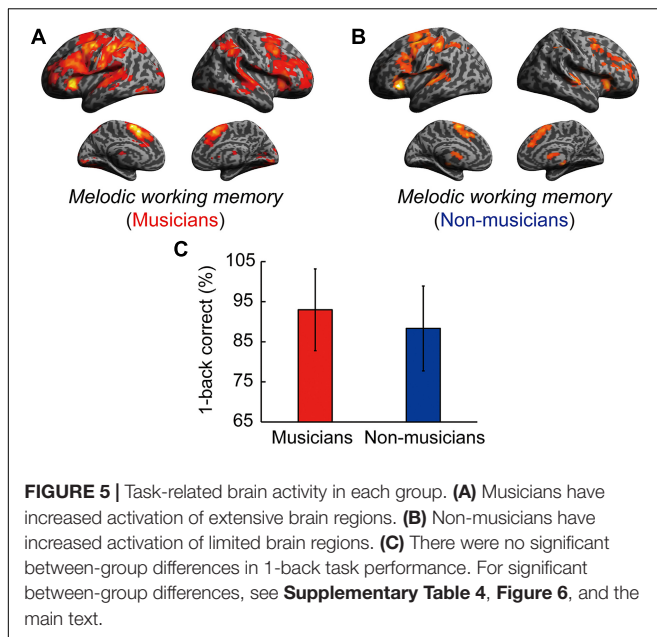 A
B
Melodic working memory
(Musicians)
Melodic working memory
(Non-musicians)
C
1-back correct (%)
105
95
85
75
65
Musicians
Non-musicians
FIGURE 5 | Task-related brain activity in each group. (A) Musicians have
increased activation of extensive brain regions. (B) Non-musicians have
increased activation of limited brain regions. (C) There were no significant
between-group differences in 1-back task performance. For significant
between-group differences, see Supplementary Table 4, Figure 6, and the
main text.